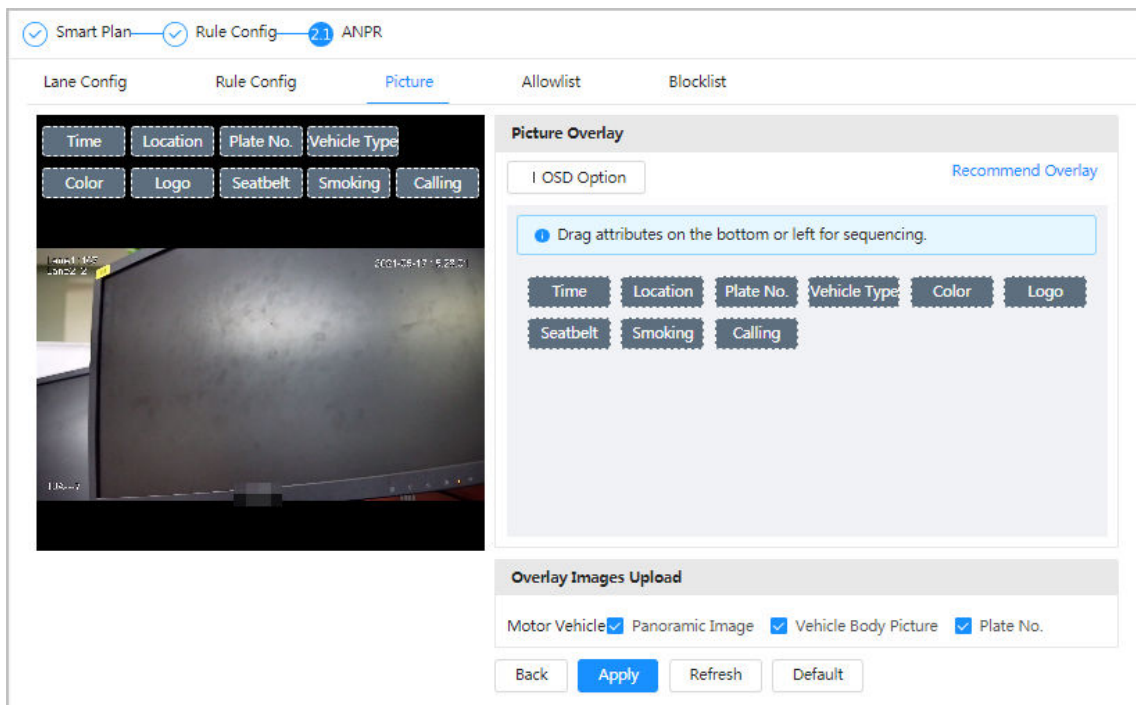 Smart Plan Rule Config 2.1 ANPR
Lane Config Rule Config Picture Allowlist Blocklist
Time Location Plate No. Vehicle Type
Color Logo Seatbelt Smoking Calling
Picture Overlay
I OSD Option Recommend Overlay
Drag attributes on the bottom or left for sequencing.
Time Location Plate No. Vehicle Type Color Logo
Seatbelt Smoking Calling
Overlay Images Upload
Motor Vehicle Panoramic Image Vehicle Body Picture Plate No.
Back Apply Refresh Default